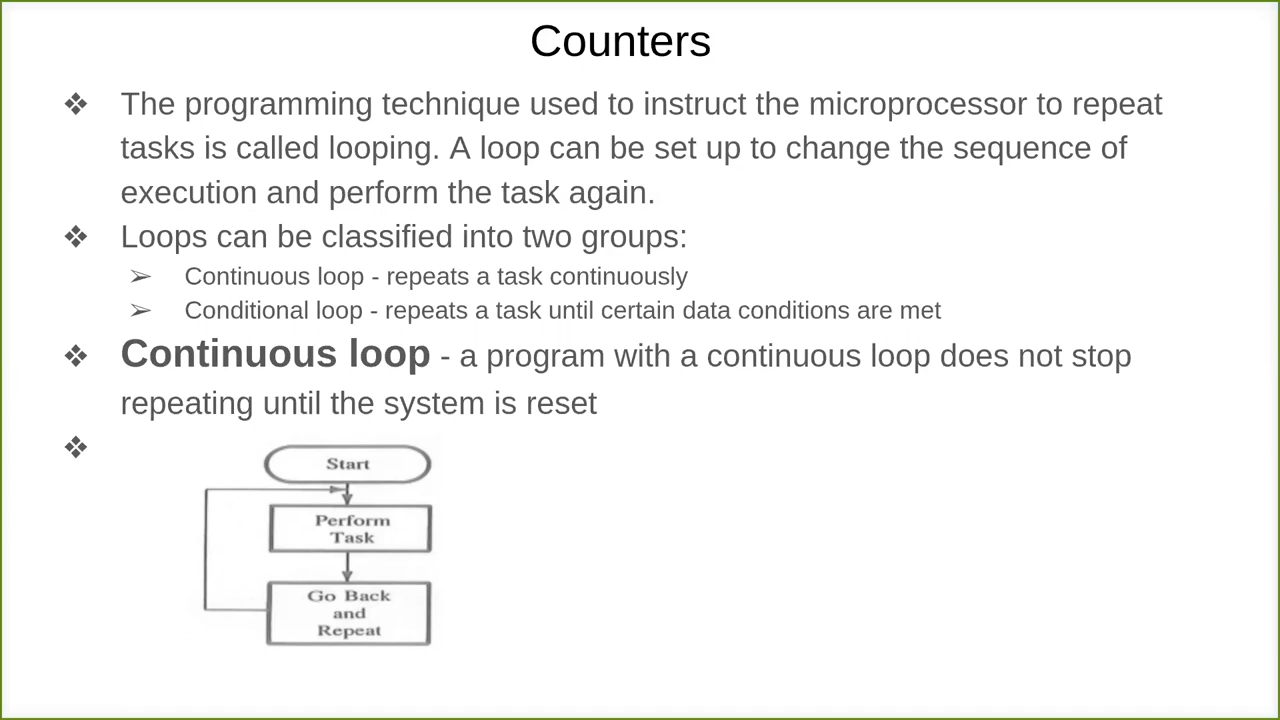 Counters
❖ The programming technique used to instruct the microprocessor to repeat
tasks is called looping. A loop can be set up to change the sequence of
execution and perform the task again.
❖ Loops can be classified into two groups:
➢ Continuous loop - repeats a task continuously
➢ Conditional loop - repeats a task until certain data conditions are met
❖ Continuous loop - a program with a continuous loop does not stop
repeating until the system is reset
❖
Start
Perform
Task
Go Back
and
Repeat